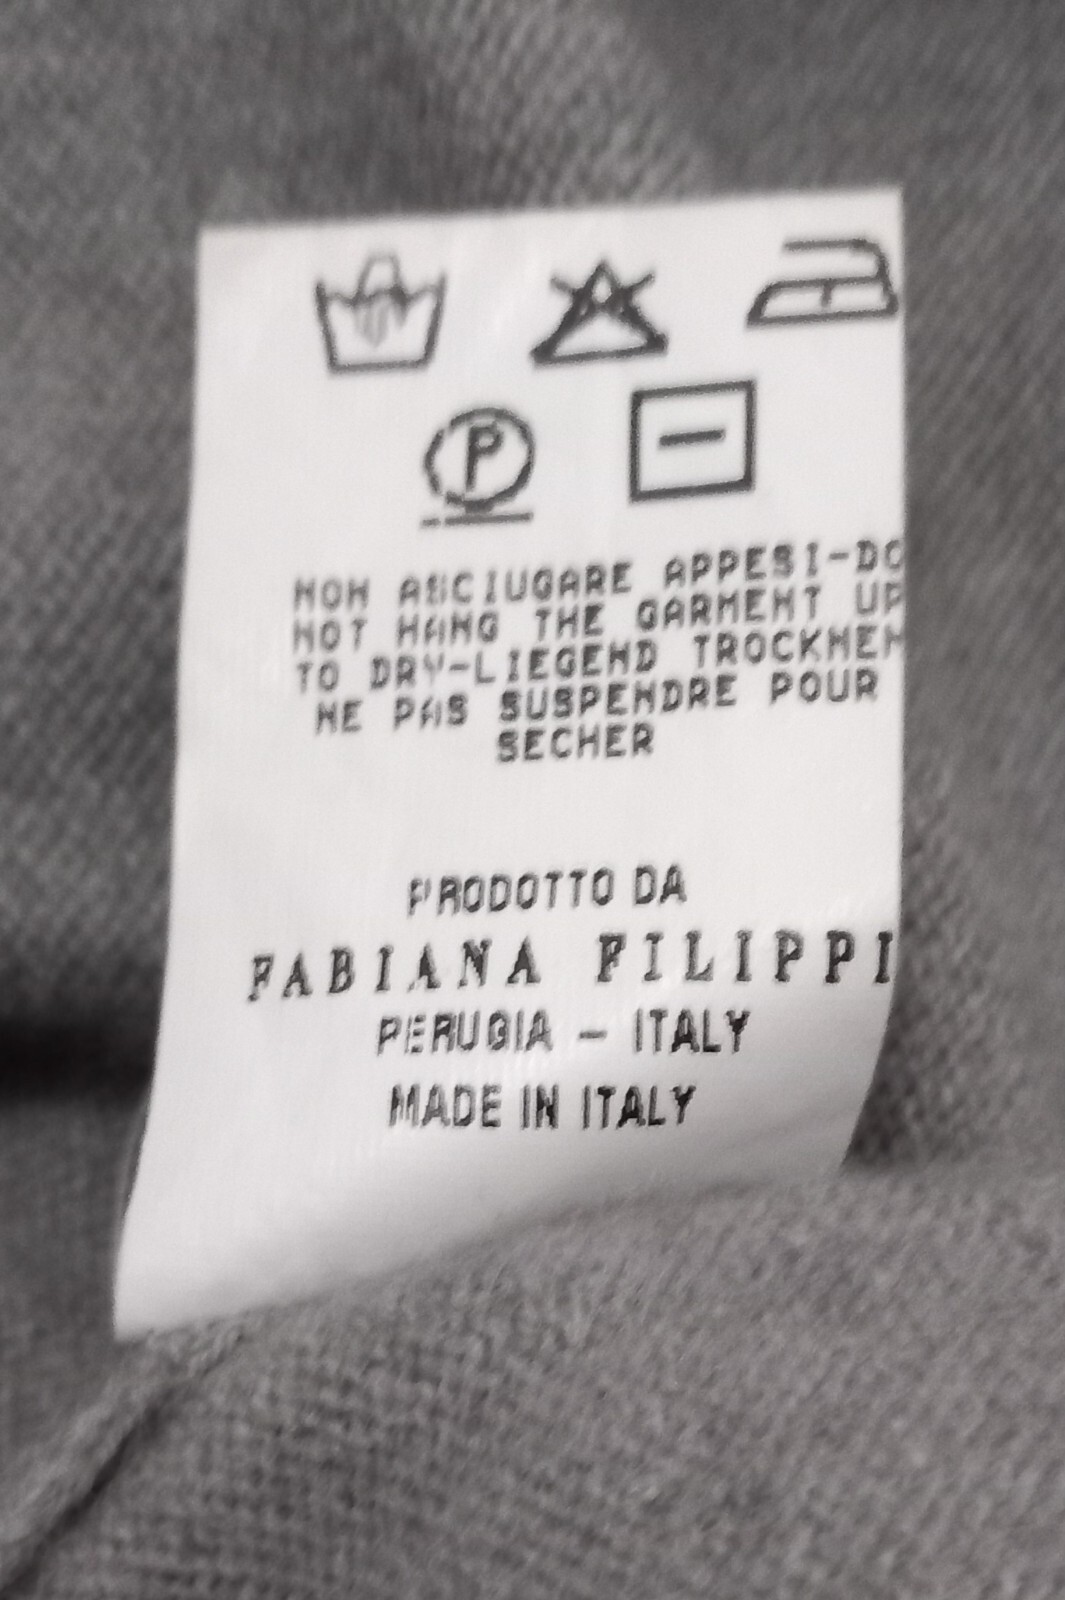 P
NON ASCIUGARE APPESI-DO
NOT HANG THE GARMENT UP
TO DRY-LIEGEND TROCKNEN
NE PAS SUSPENDRE POUR
SECHER
PRODOTTO DA
FABIANA FILIPPI
PERUGIA – ITALY
MADE IN ITALY